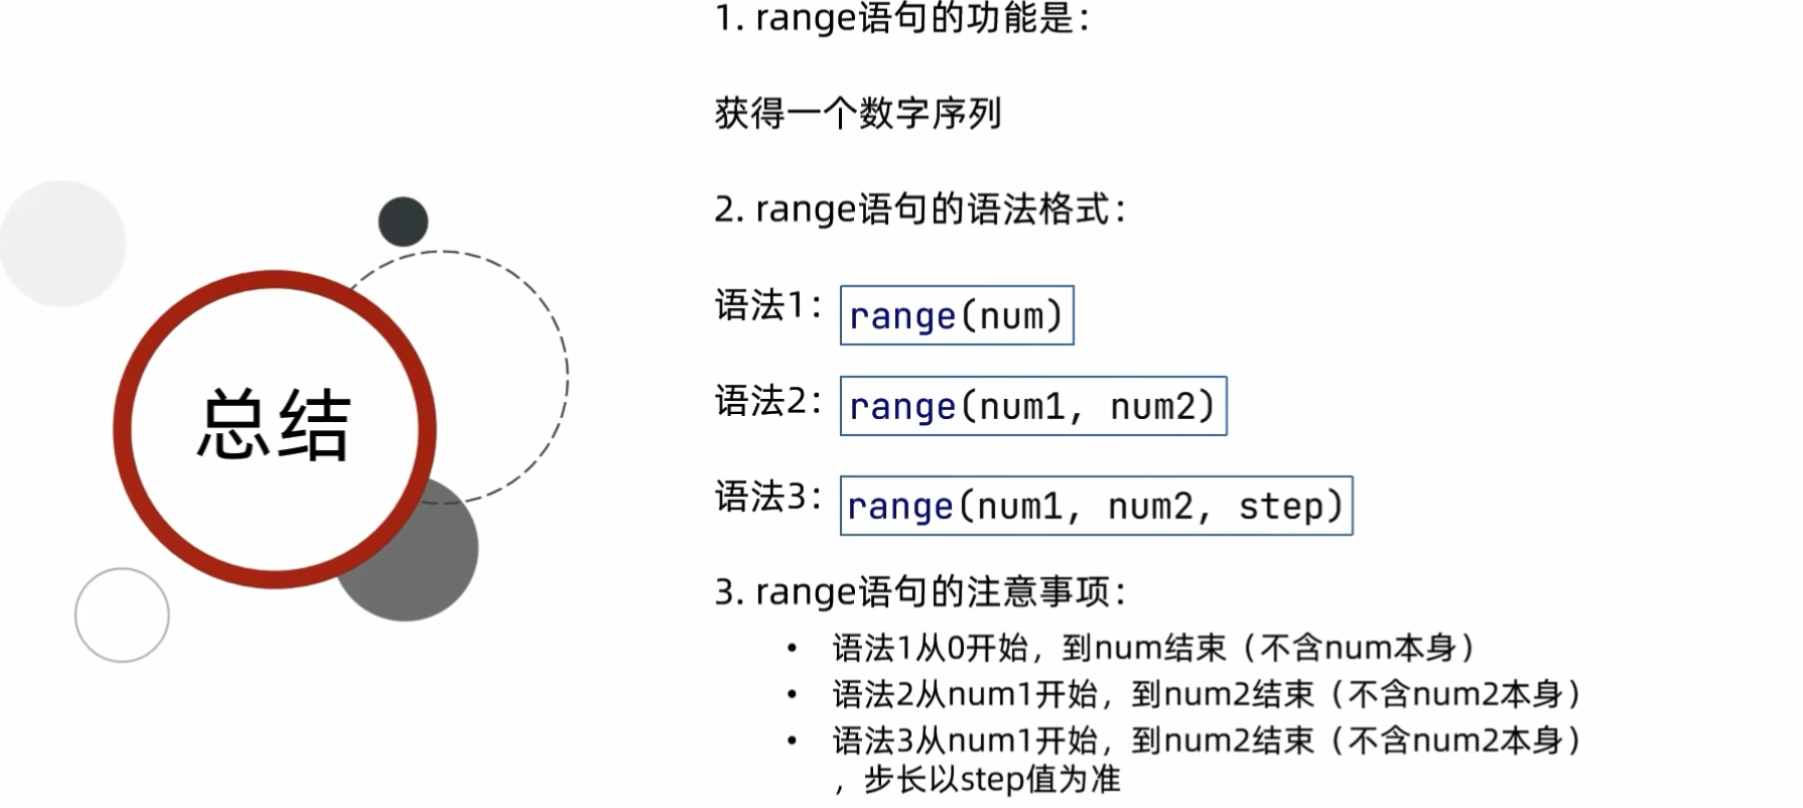 总结
1. range语句的功能是：
获得一个数字序列
2. range语句的语法格式：
语法1：range(num)
语法2：range(num1, num2)
语法3：range(num1, num2, step)
3. range语句的注意事项：
• 语法1从0开始，到num结束（不含num本身）
• 语法2从num1开始，到num2结束（不含num2本身）
• 语法3从num1开始，到num2结束（不含num2本身）
，步长以step值为准